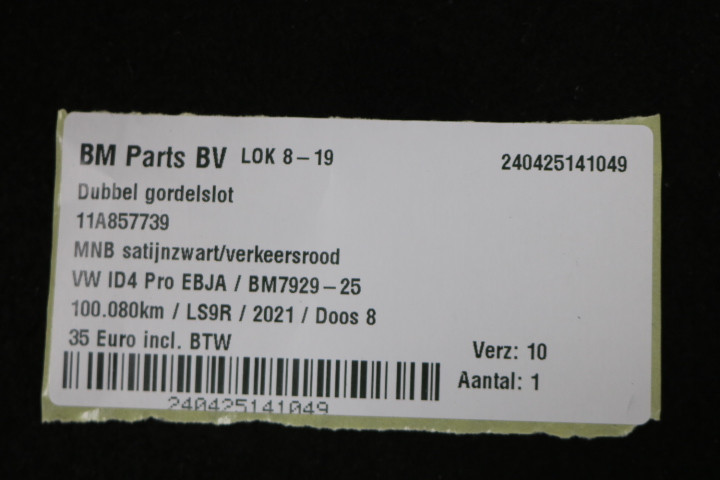 BM Parts BV LOK 8-19 240425141049
Dubbel gordelslot
11A857739
MNB satijnzwart/verkeersrood
VW ID4 Pro EBJA / BM7929-25
100.080km / LS9R / 2021 / Doos 8
35 Euro incl. BTW
Verz: 10
Aantal: 1
240425141049